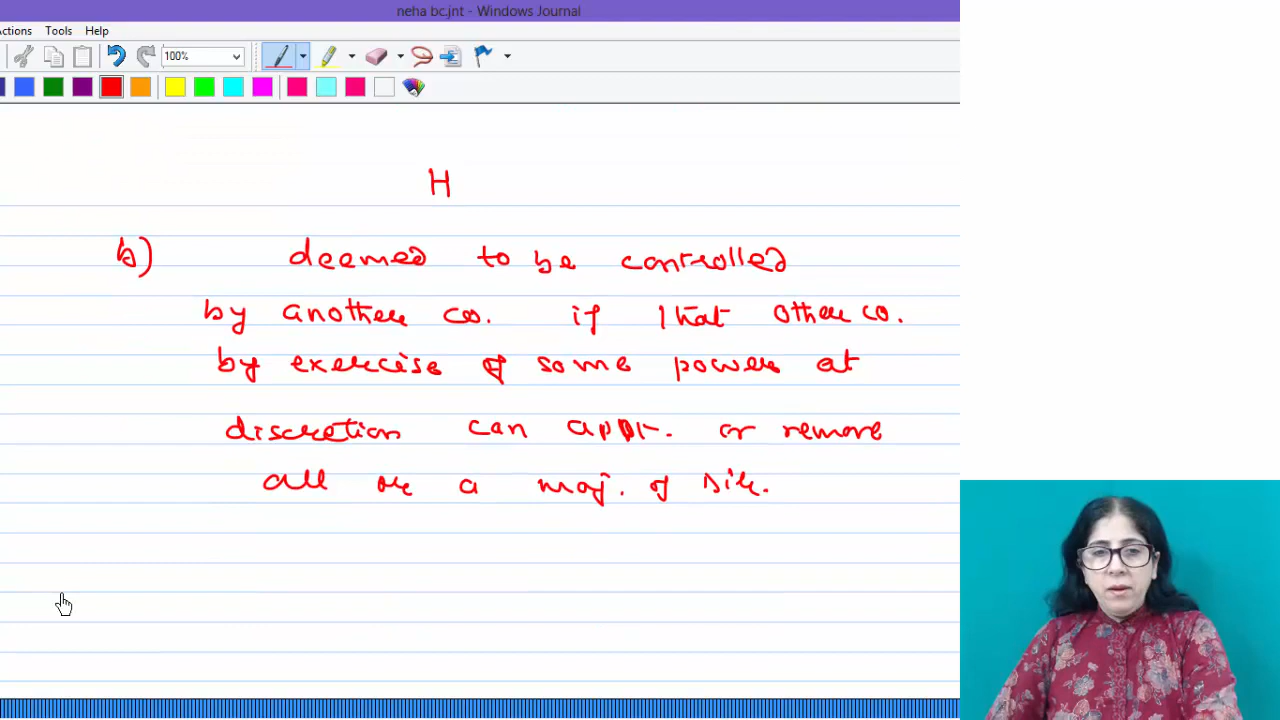 neha bc.jnt - Windows Journal
Actions Tools Help
100%
H
b) deemed to be controlled
by another co. if that other co.
by exercise of some power at
discretion can appt. or remove
all or a maj. of dir.